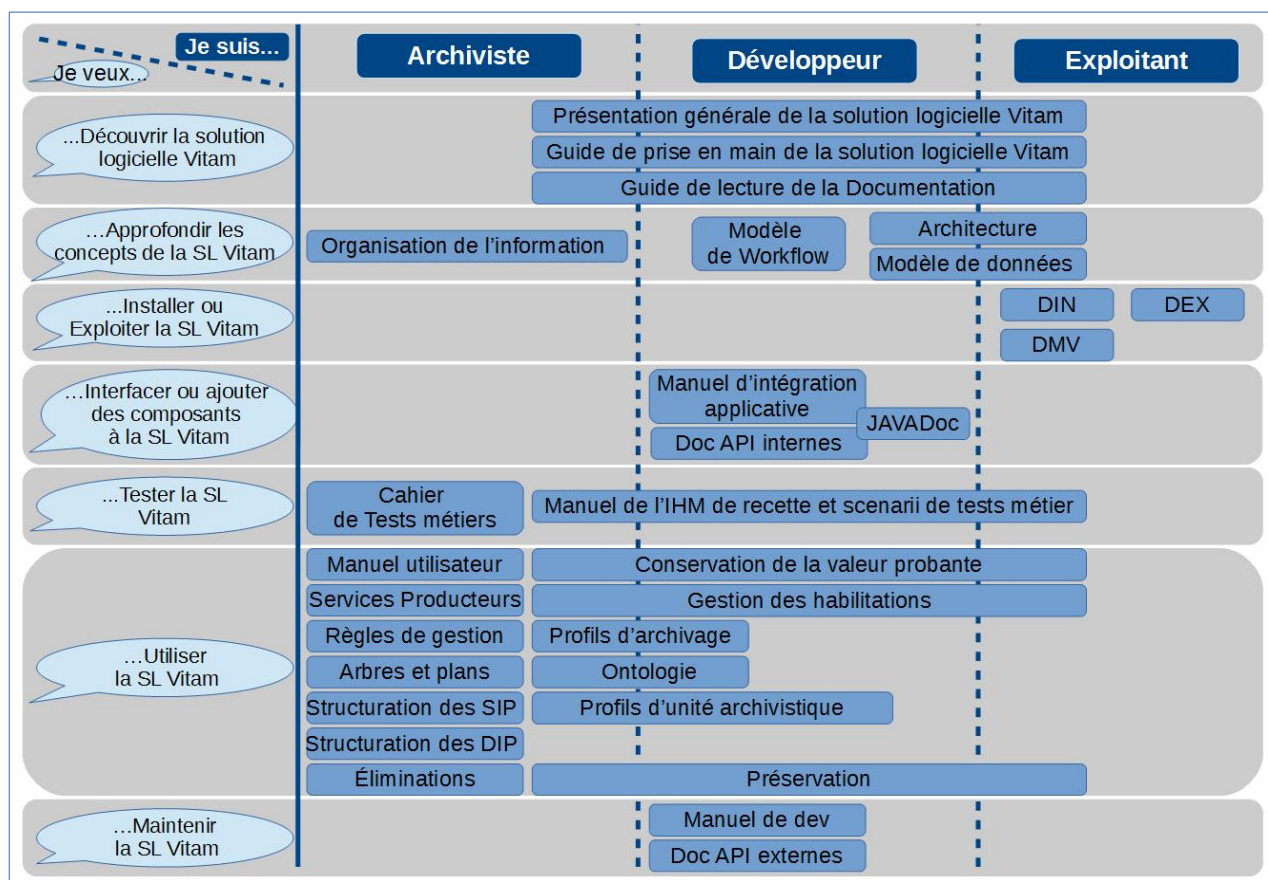 Je suis...
Je veux...
Archiviste
Développeur
Exploitant
...Découvrir la solution
logicielle Vitam
Présentation générale de la solution logicielle Vitam
Guide de prise en main de la solution logicielle Vitam
Guide de lecture de la Documentation
...Approfondir les
concepts de la SL Vitam
Organisation de l'information
Modèle
de Workflow
Architecture
Modèle de données
...Installer ou
Exploiter la SL Vitam
DIN
DEX
DMV
...Interfacer ou ajouter
des composants
à la SL Vitam
Manuel d'intégration
applicative
JAVADoc
Doc API internes
...Tester la SL
Vitam
Cahier
de Tests métiers
Manuel de l'IHM de recette et scenarii de tests métier
...Utiliser
la SL Vitam
Manuel utilisateur
Conservation de la valeur probante
Services Producteurs
Gestion des habilitations
Règles de gestion
Profils d'archivage
Arbres et plans
Ontologie
Structuration des SIP
Profils d'unité archivistique
Structuration des DIP
Éliminations
Préservation
...Maintenir
la SL Vitam
Manuel de dev
Doc API externes